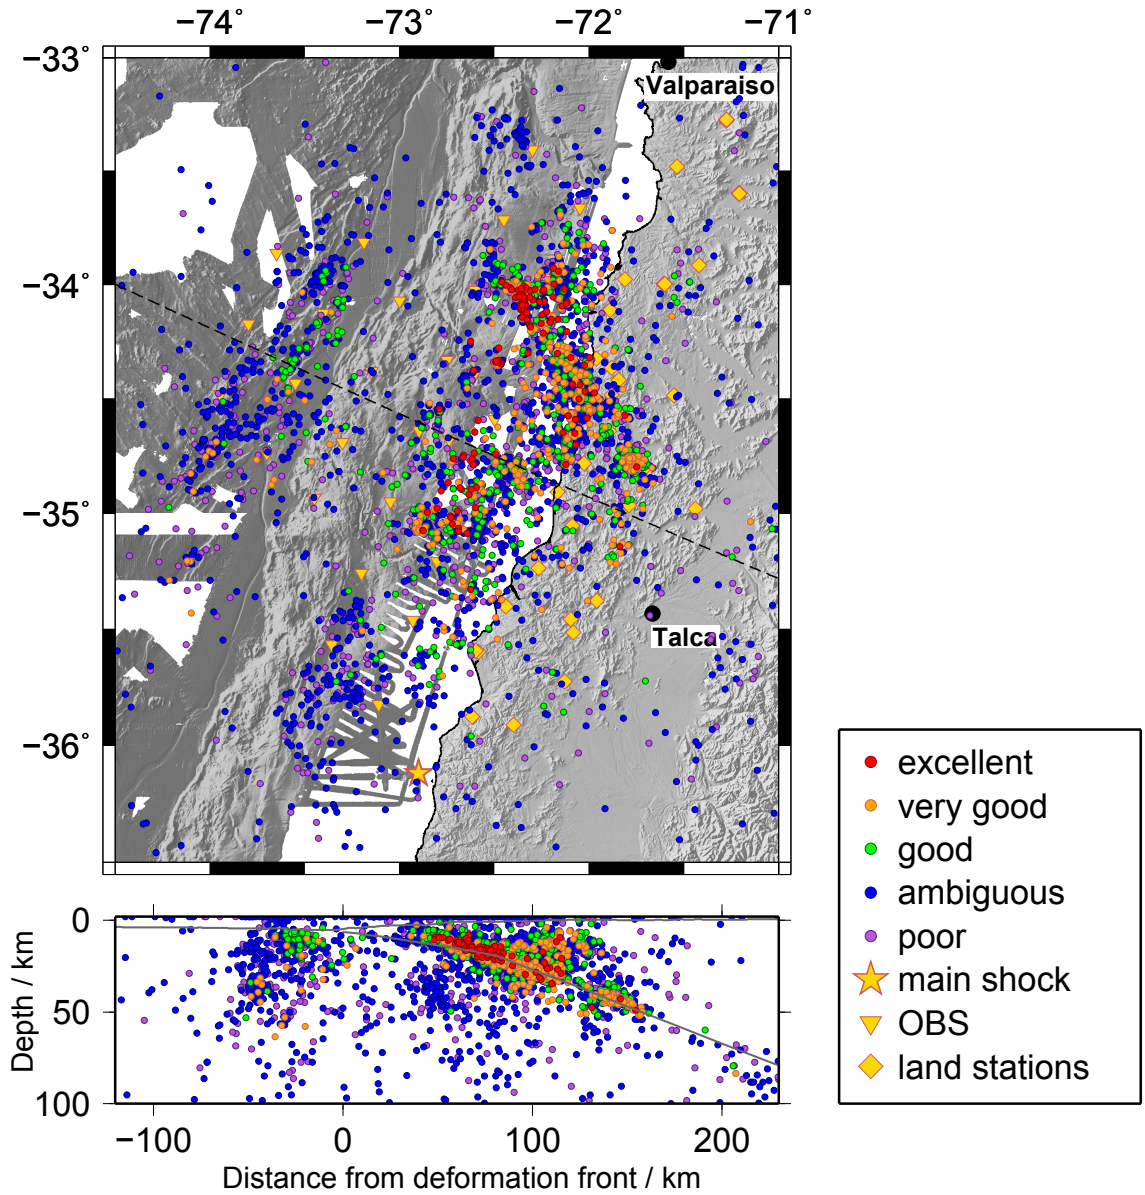 −74˚ −73˚ −72˚ −71˚
−33˚
Valparaiso
−34˚
−35˚
Talca
−36˚
excellent
very good
good
ambiguous
poor
main shock
OBS
land stations
0
50
100
Depth / km
−100 0 100 200
Distance from deformation front / km